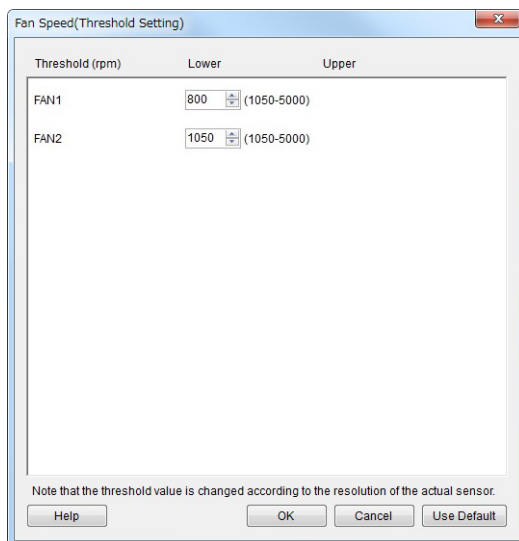 Fan Speed(Threshold Setting)
Threshold (rpm) Lower Upper
FAN1 800 (1050-5000)
FAN2 1050 (1050-5000)
Note that the threshold value is changed according to the resolution of the actual sensor.
Help OK Cancel Use Default